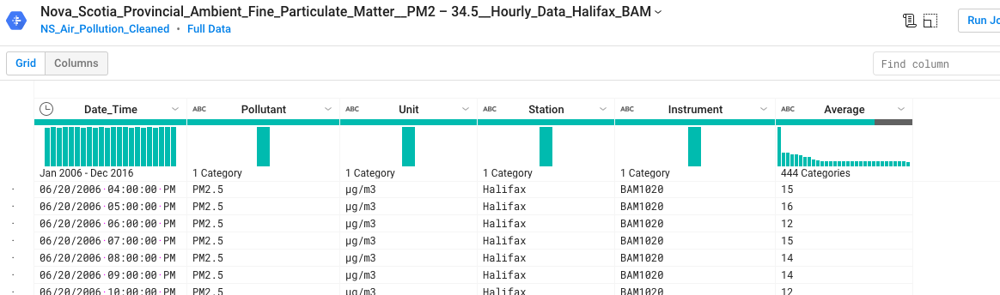 Nova_Scotia_Provincial_Ambient_Fine_Particulate_Matter__PM2 – 34.5__Hourly_Data_Halifax_BAM
NS_Air_Pollution_Cleaned • Full Data
Run Jo
Grid Columns
Find column
Date_Time ABC Pollutant ABC Unit ABC Station ABC Instrument ABC Average
Jan 2006 - Dec 2016 1 Category 1 Category 1 Category 1 Category 444 Categories
06/20/2006·04:00:00·PM PM2.5 µg/m3 Halifax BAM1020 15
06/20/2006·05:00:00·PM PM2.5 µg/m3 Halifax BAM1020 16
06/20/2006·06:00:00·PM PM2.5 µg/m3 Halifax BAM1020 12
06/20/2006·07:00:00·PM PM2.5 µg/m3 Halifax BAM1020 15
06/20/2006·08:00:00·PM PM2.5 µg/m3 Halifax BAM1020 14
06/20/2006·09:00:00·PM PM2.5 µg/m3 Halifax BAM1020 14
06/20/2006·10:00:00·PM PM2.5 µg/m3 Halifax BAM1020 12